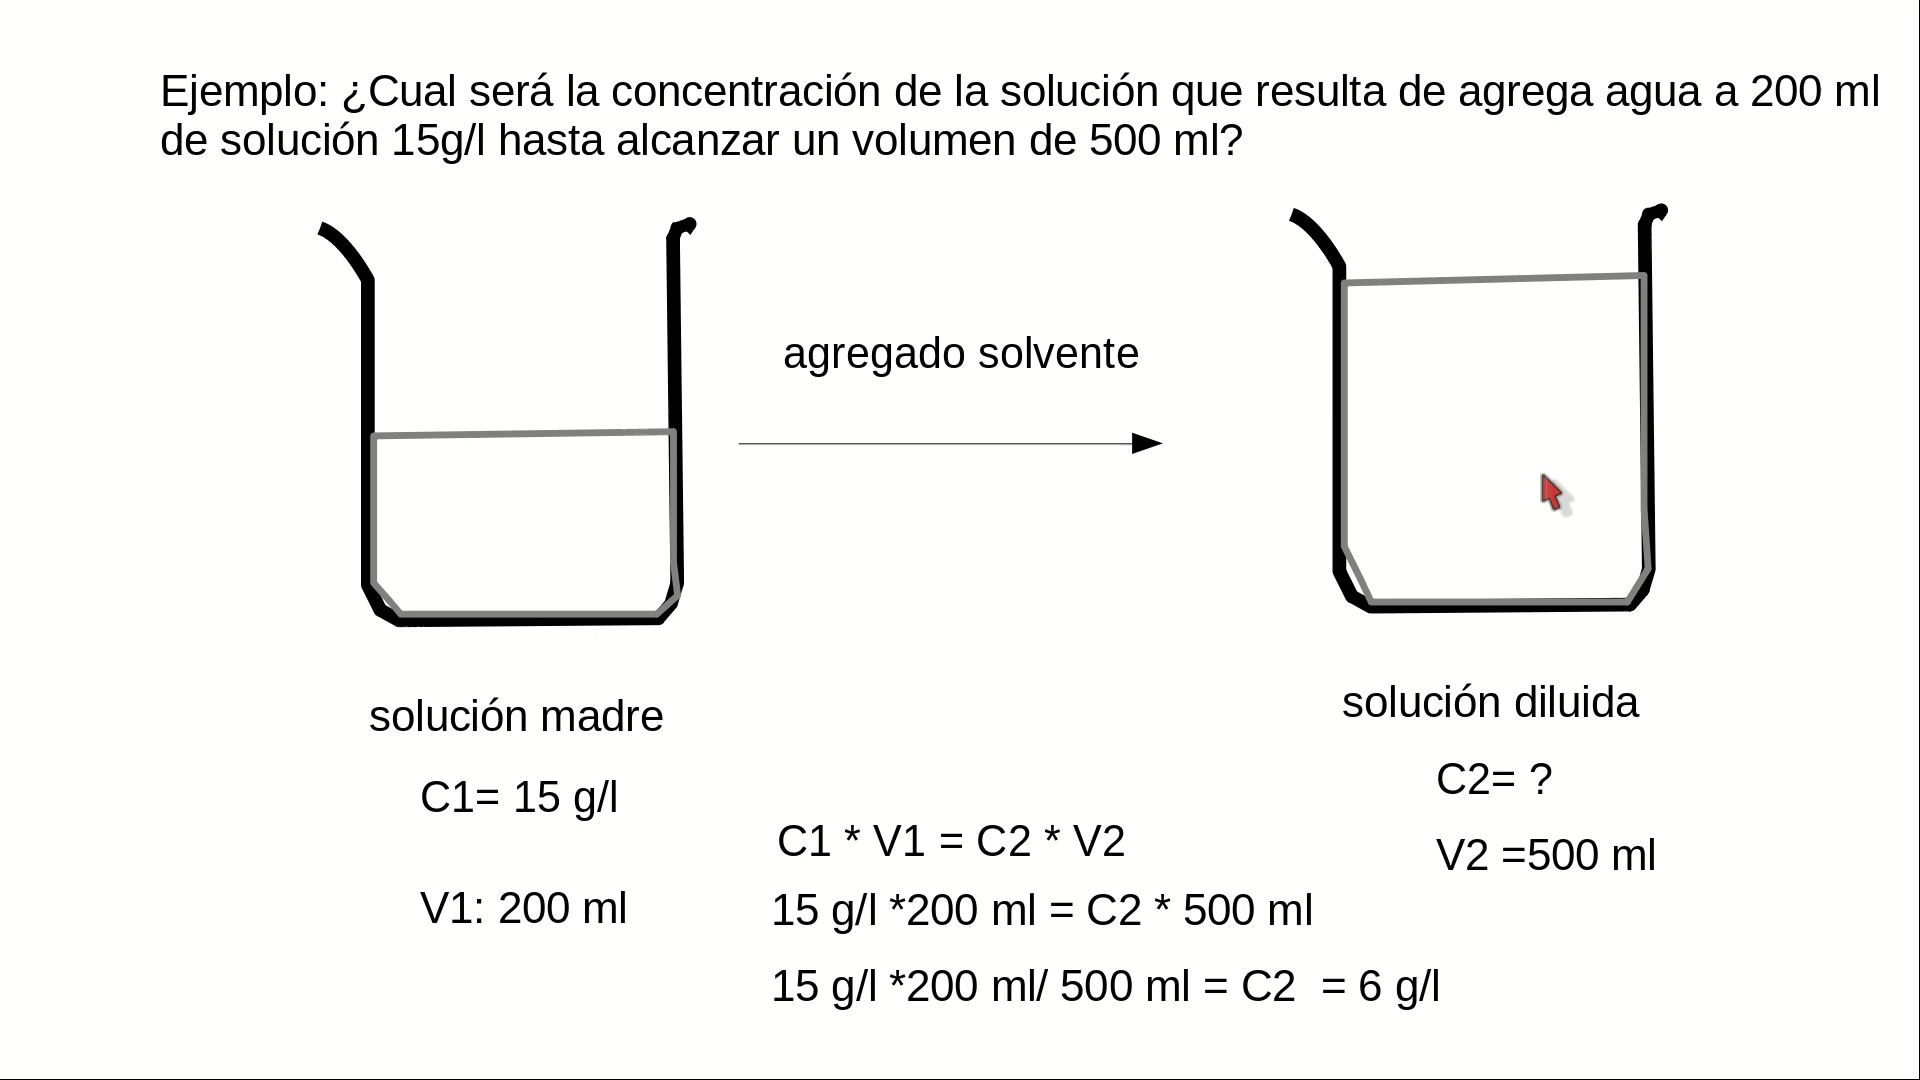 Ejemplo: ¿Cual será la concentración de la solución que resulta de agrega agua a 200 ml
de solución 15g/l hasta alcanzar un volumen de 500 ml?
agregado solvente
solución madre
solución diluida
C1= 15 g/l
C2= ?
V1: 200 ml
V2 =500 ml
C1 * V1 = C2 * V2
15 g/l *200 ml = C2 * 500 ml
15 g/l *200 ml/ 500 ml = C2  = 6 g/l